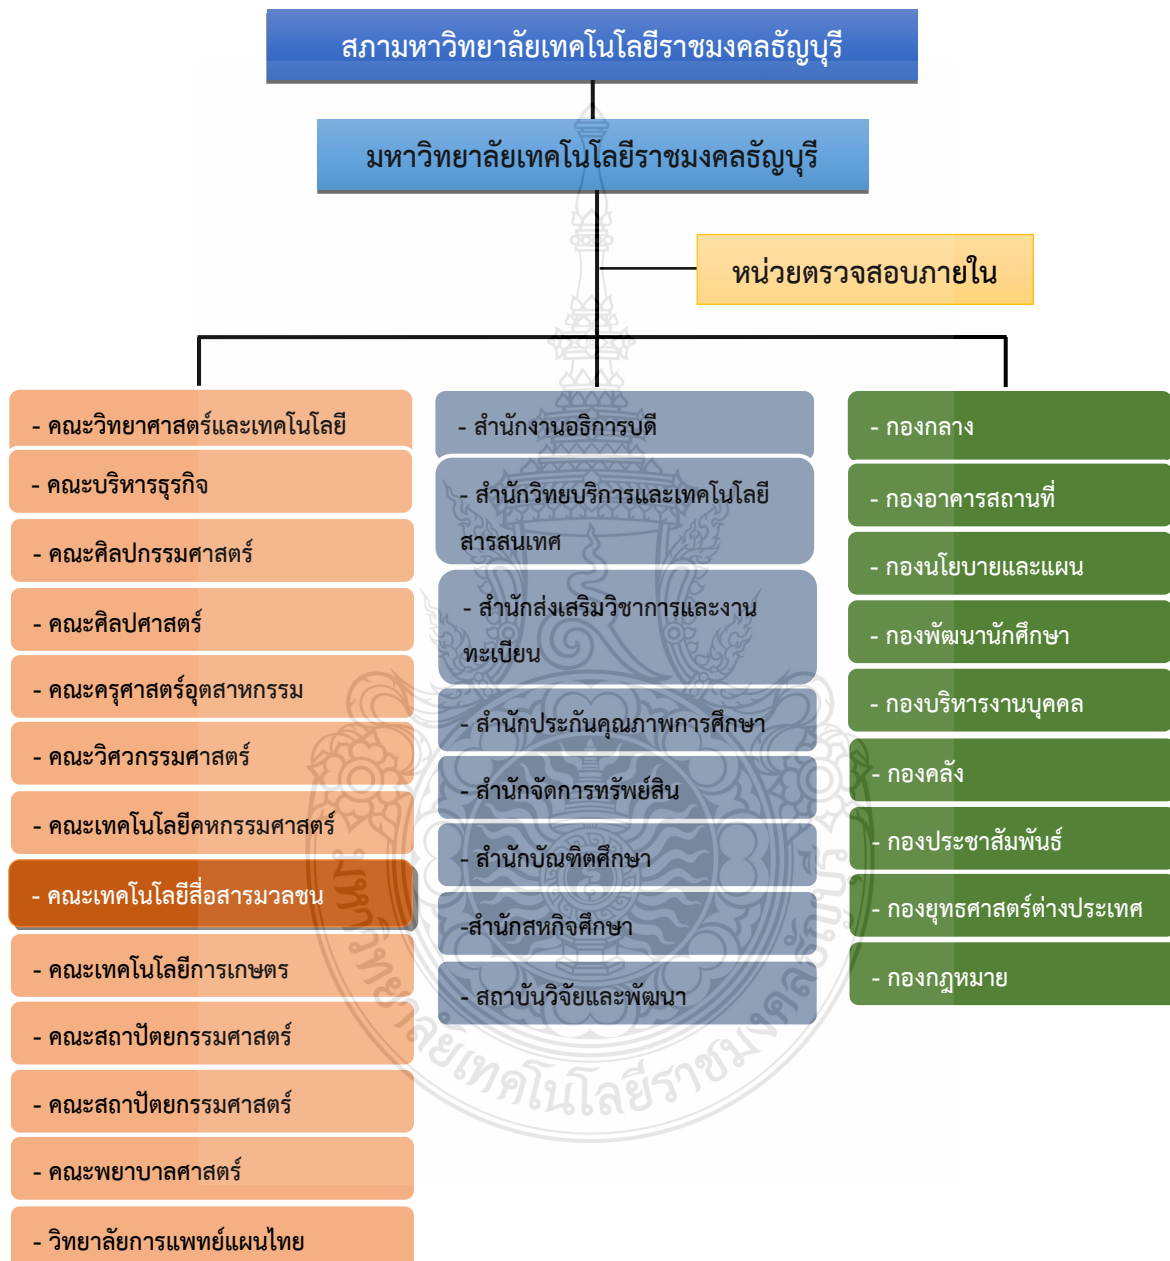 สภามหาวิทยาลัยเทคโนโลยีราชมงคลธัญบุรี
มหาวิทยาลัยเทคโนโลยีราชมงคลธัญบุรี
หน่วยตรวจสอบภายใน
- คณะวิทยาศาสตร์และเทคโนโลยี
- คณะบริหารธุรกิจ
- คณะศิลปกรรมศาสตร์
- คณะศิลปศาสตร์
- คณะครุศาสตร์อุตสาหกรรม
- คณะวิศวกรรมศาสตร์
- คณะเทคโนโลยีคหกรรมศาสตร์
- คณะเทคโนโลยีสื่อสารมวลชน
- คณะเทคโนโลยีการเกษตร
- คณะสถาปัตยกรรมศาสตร์
- คณะสถาปัตยกรรมศาสตร์
- คณะพยาบาลศาสตร์
- วิทยาลัยการแพทย์แผนไทย
- สำนักงานอธิการบดี
- สำนักวิทยบริการและเทคโนโลยี
สารสนเทศ
- สำนักส่งเสริมวิชาการและงาน
ทะเบียน
- สำนักประกันคุณภาพการศึกษา
- สำนักจัดการทรัพย์สิน
- สำนักบัณฑิตศึกษา
-สำนักสหกิจศึกษา
- สถาบันวิจัยและพัฒนา
- กองกลาง
- กองอาคารสถานที่
- กองนโยบายและแผน
- กองพัฒนานักศึกษา
- กองบริหารงานบุคคล
- กองคลัง
- กองประชาสัมพันธ์
- กองยุทธศาสตร์ต่างประเทศ
- กองกฎหมาย
มหาวิทยาลัยเทคโนโลยีราชมงคลธัญบุรี